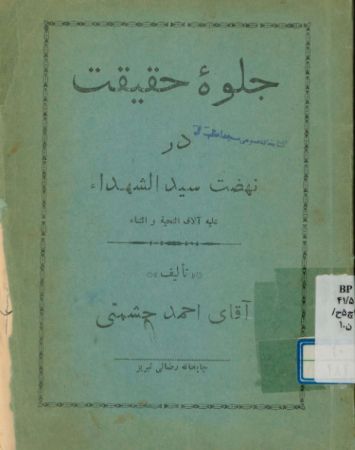 جلوهٔ حقیقت
در
نهضت سید الشهداء
علیه آلاف التحیة و الثناء
«تألیف»
آقای احمد چشمتی
چاپخانه رضائی تبریز
BP
۴۱/۵